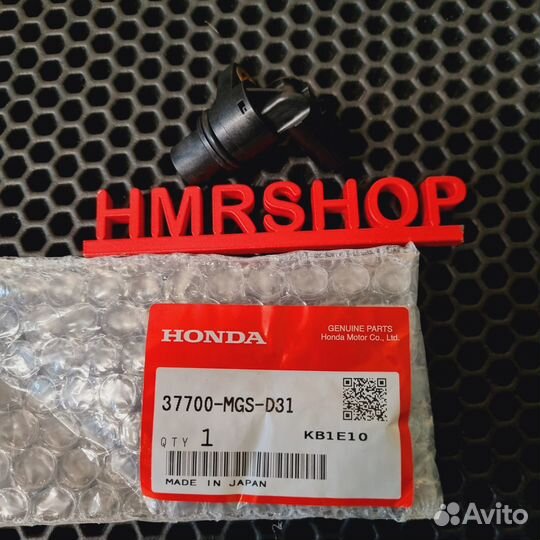 HMRSHOP
HONDA
GENUINE PARTS
Honda Motor Co., Ltd.
37700-MGS-D31
QTY 1
KB1E10
MADE IN JAPAN
Avito